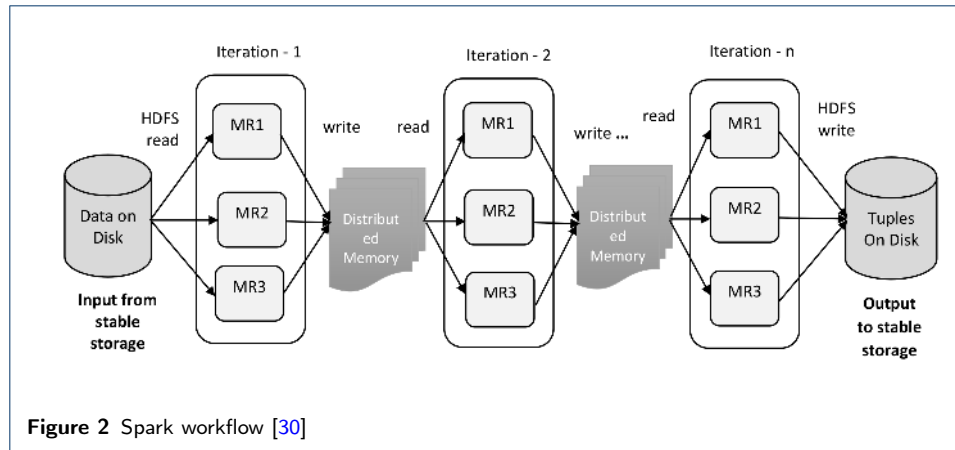 Iteration - 1
Iteration - 2
Iteration - n
HDFS
read
write
read
write ...
read
HDFS
write
MR1
MR2
MR3
MR1
MR2
MR3
MR1
MR2
MR3
Data on
Disk
Distribut
ed
Memory
Distribut
ed
Memory
Tuples
On Disk
Input from
stable
storage
Output
to stable
storage
Figure 2 Spark workflow [30]